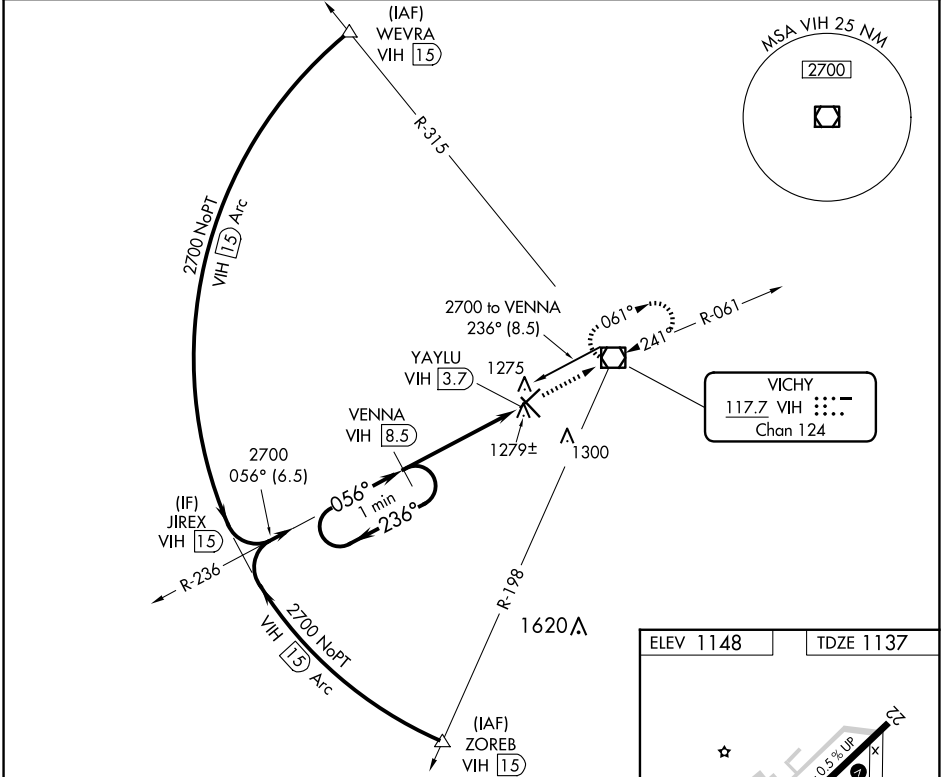 (IAF)
WEVRA
VIH 15
MSA VIH 25 NM
2700
R-315
2700 NoPT
VIH 15 Arc
2700 to VENNA
236° (8.5)
061°
241°
R-061
YAYLU
VIH 3.7
1275
VICHY
117.7 VIH
Chan 124
VENNA
VIH 8.5
1279±
1300
2700
056° (6.5)
056°
1 min
236°
(IF)
JIREX
VIH 15
R-236
R-198
2700 NoPT
VIH 15 Arc
1620
ELEV 1148
TDZE 1137
(IAF)
ZOREB
VIH 15
22
0.5% UP
X